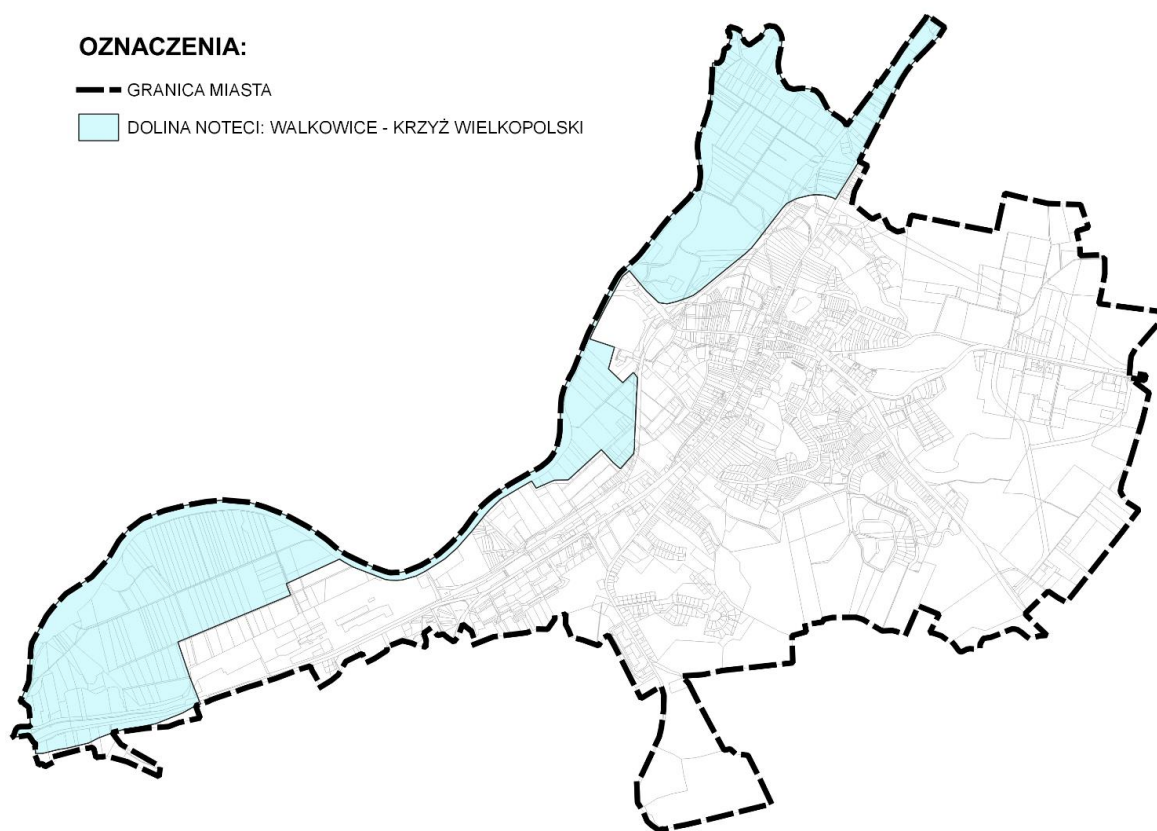 OZNACZENIA:
GRANICA MIASTA
DOLINA NOTECI: WALKOWICE - KRZYŻ WIELKOPOLSKI